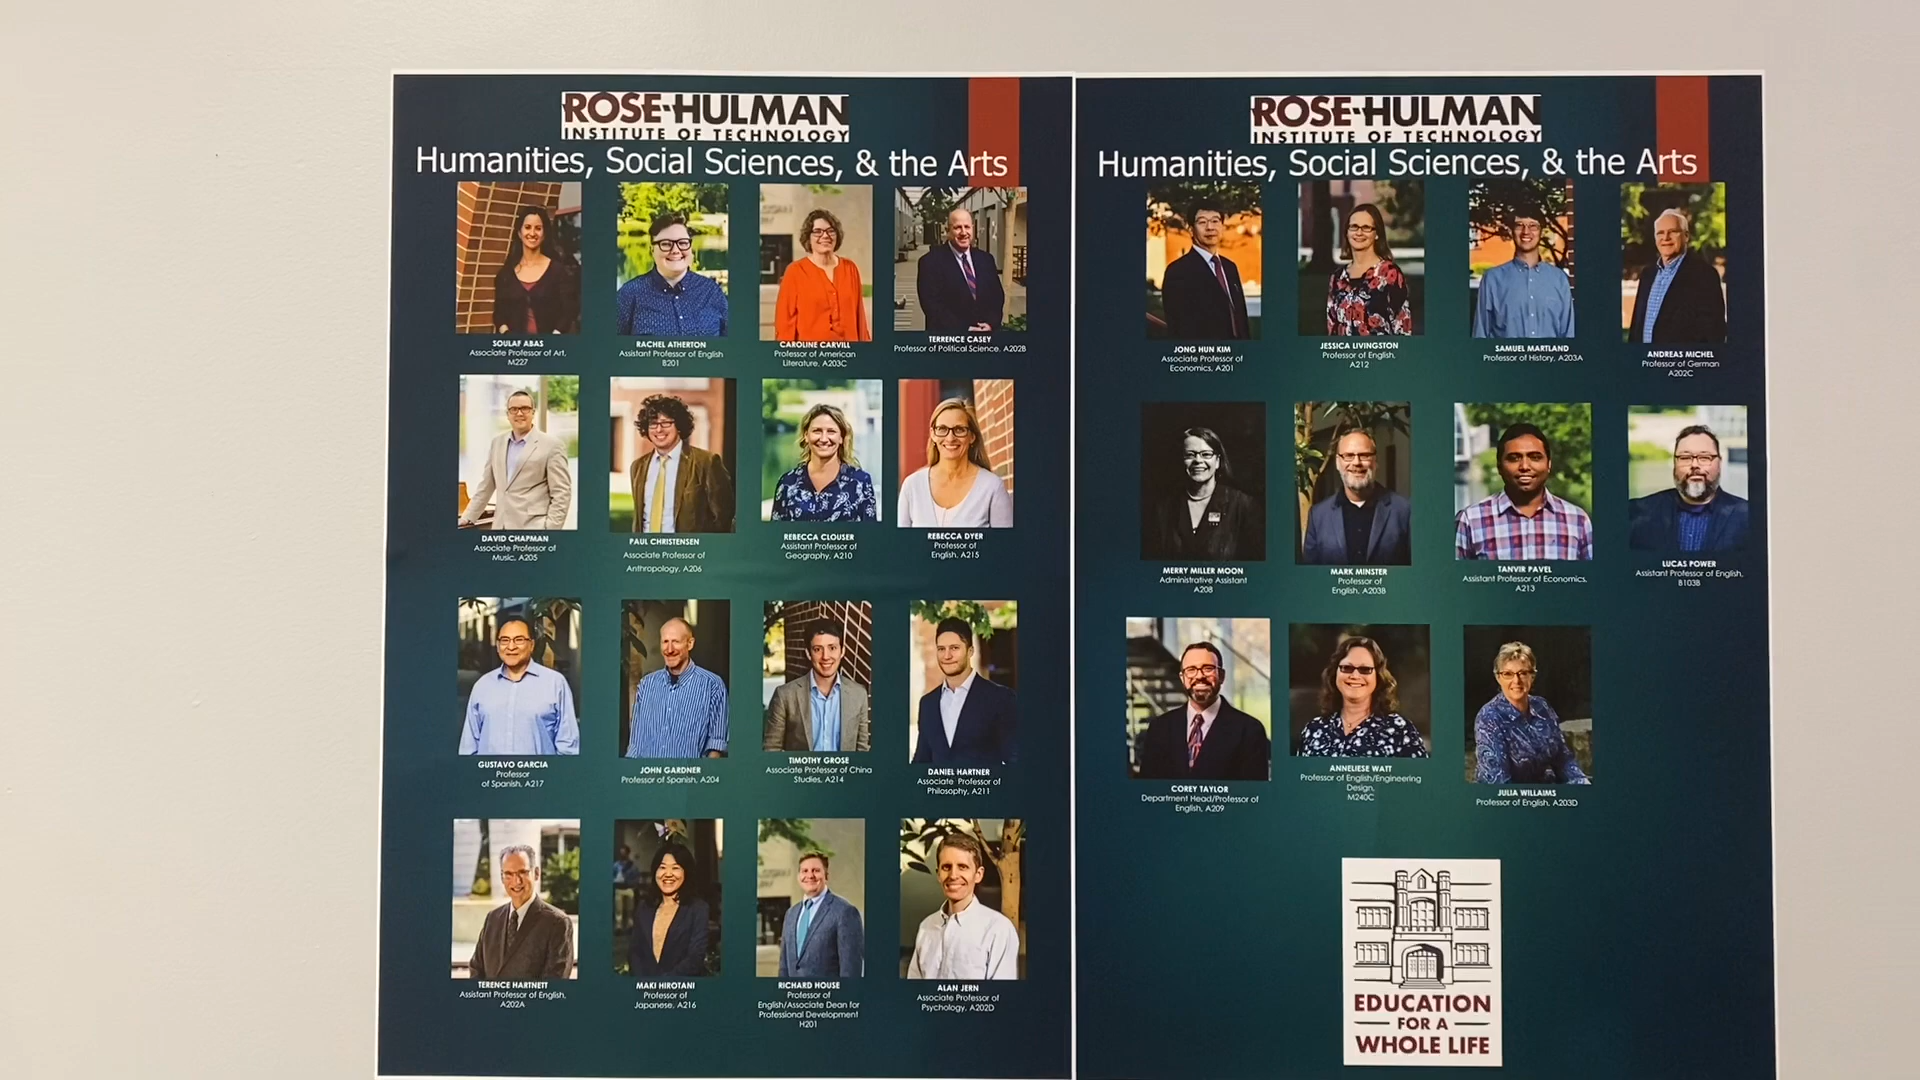 ROSE-HULMAN
INSTITUTE OF TECHNOLOGY
Humanities, Social Sciences, & the Arts
SOULAF ABAS
Associate Professor of Art,
M227
RACHEL ATHERTON
Assistant Professor of English
B201
CAROLINE CARVILL
Professor of American
Literature, A203C
TERRENCE CASEY
Professor of Political Science, A202B
DAVID CHAPMAN
Associate Professor of
Music, A205
PAUL CHRISTENSEN
Associate Professor of
Anthropology, A206
REBECCA CLOUSER
Assistant Professor of
Geography, A210
REBECCA DYER
Professor of
English, A215
GUSTAVO GARCIA
Professor
of Spanish, A217
JOHN GARDNER
Professor of Spanish, A204
TIMOTHY GROSE
Associate Professor of China
Studies, A214
DANIEL HARTNER
Associate Professor of
Philosophy, A211
TERENCE HARTNETT
Assistant Professor of English,
A202A
MAKI HIROTANI
Professor of
Japanese, A216
RICHARD HOUSE
Professor of
English/Associate Dean for
Professional Development
H201
ALAN JERN
Associate Professor of
Psychology, A202D
ROSE-HULMAN
INSTITUTE OF TECHNOLOGY
Humanities, Social Sciences, & the Arts
JONG HUN KIM
Associate Professor of
Economics, A201
JESSICA LIVINGSTON
Professor of English,
A212
SAMUEL MARTLAND
Professor of History, A203A
ANDREAS MICHEL
Professor of German
A202C
MERRY MILLER MOON
Administrative Assistant
A208
MARK MINSTER
Professor of
English, A203B
TANVIR PAVEL
Assistant Professor of Economics,
A213
LUCAS POWER
Assistant Professor of English,
B103B
COREY TAYLOR
Department Head/Professor of
English, A209
ANNELIESE WATT
Professor of English/Engineering
Design,
M240C
JULIA WILLAIMS
Professor of English, A203D
EDUCATION
FOR A
WHOLE LIFE